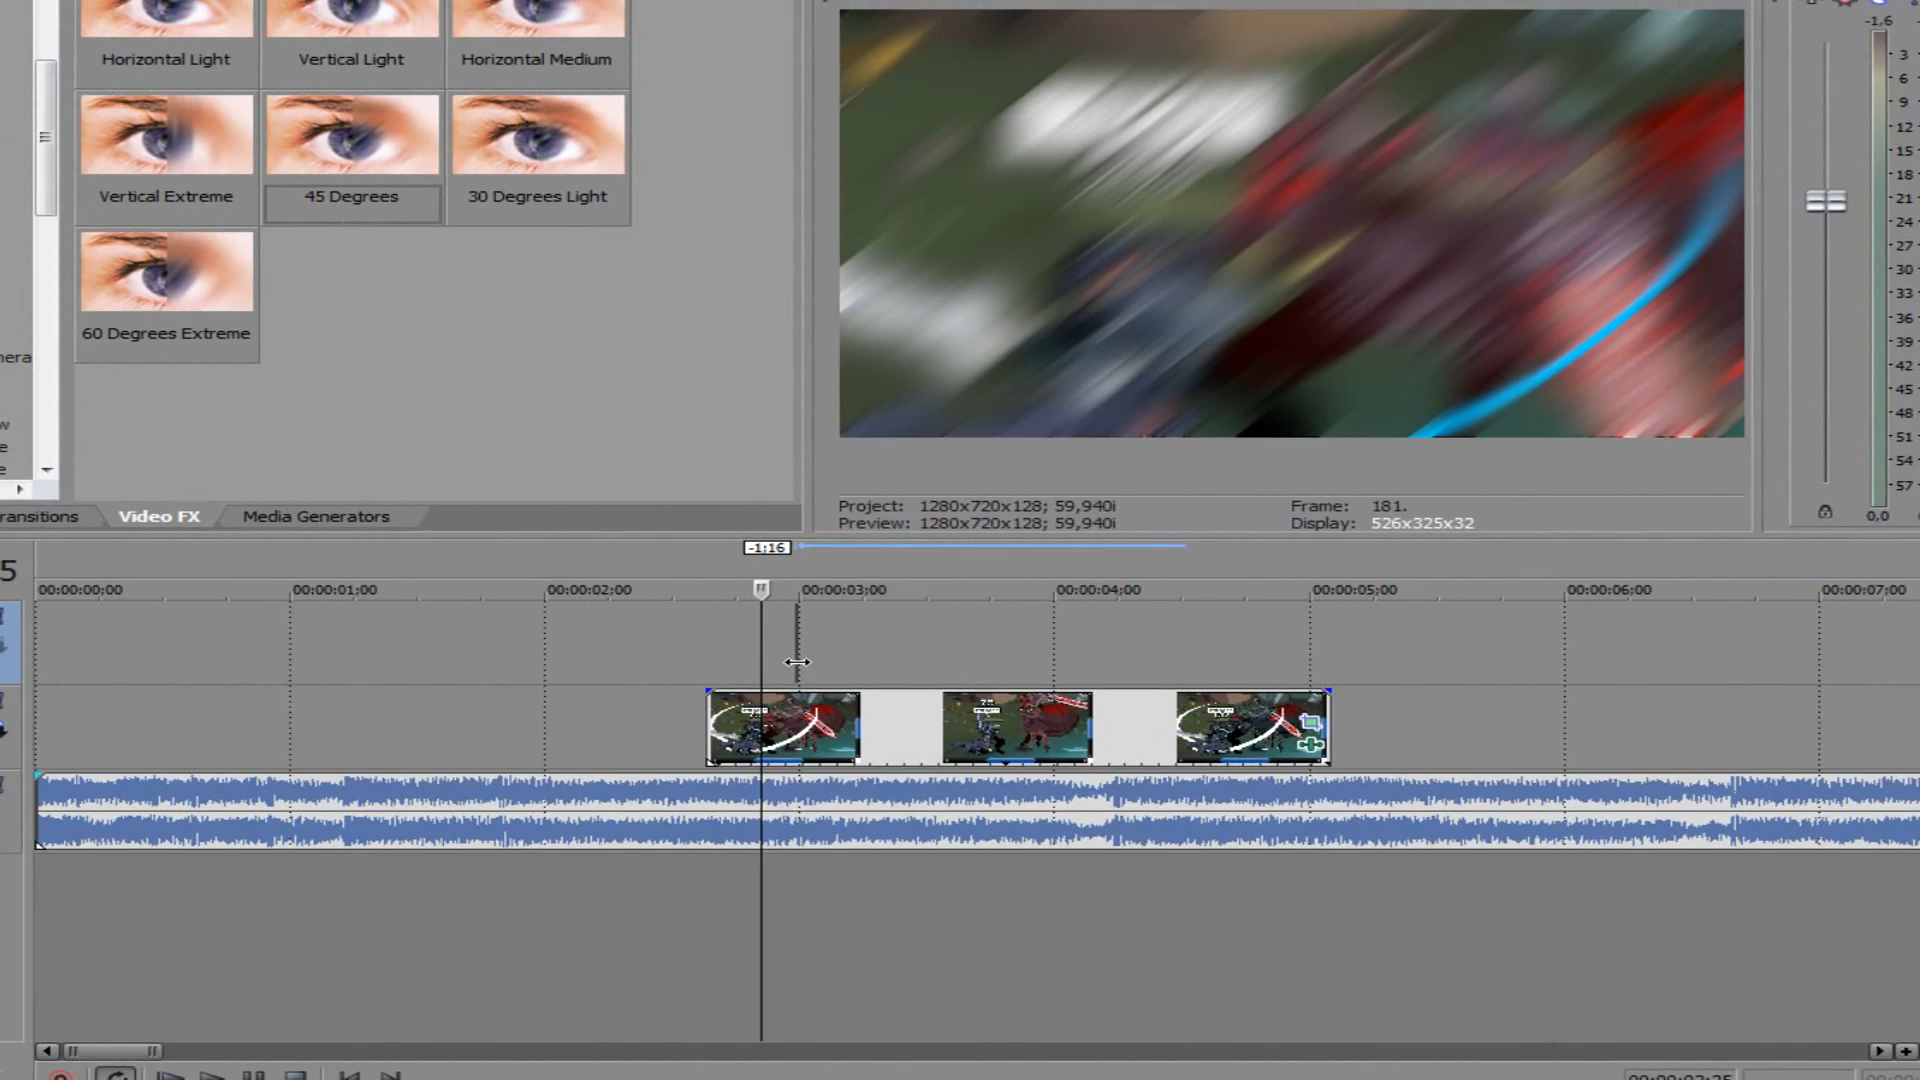 Horizontal Light
Vertical Light
Horizontal Medium
Vertical Extreme
45 Degrees
30 Degrees Light
60 Degrees Extreme
nera
w
e
e
ransitions
Video FX
Media Generators
Project: 1280x720x128; 59,940i
Frame: 181.
Preview: 1280x720x128; 59,940i
Display: 526x325x32
-1,6
3
6
9
12
15
18
21
24
27
30
33
36
39
42
45
48
51
54
57
0,0
5
-1;16
00:00:00;00
00:00:01;00
00:00:02;00
00:00:03;00
00:00:04;00
00:00:05;00
00:00:06;00
00:00:07;00